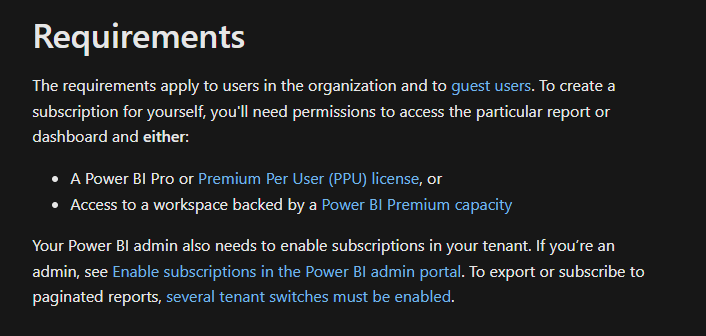 Requirements
The requirements apply to users in the organization and to guest users. To create a
subscription for yourself, you'll need permissions to access the particular report or
dashboard and either:
• A Power BI Pro or Premium Per User (PPU) license, or
• Access to a workspace backed by a Power BI Premium capacity
Your Power BI admin also needs to enable subscriptions in your tenant. If you’re an
admin, see Enable subscriptions in the Power BI admin portal. To export or subscribe to
paginated reports, several tenant switches must be enabled.